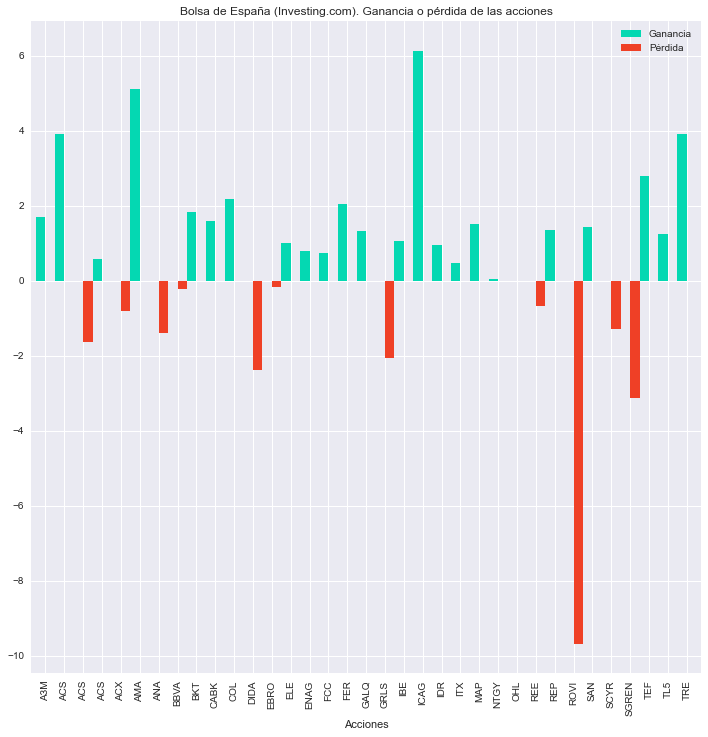 Bolsa de España (Investing.com). Ganancia o pérdida de las acciones
Ganancia
Pérdida
6
4
2
0
−2
−4
−6
−8
−10
A3M
ACS
ACS
ACS
ACX
AMA
ANA
BBVA
BKT
CABK
COL
DIDA
EBRO
ELE
ENAG
FCC
FER
GALQ
GRLS
IBE
ICAG
IDR
ITX
MAP
NTGY
OHL
REE
REP
ROVI
SAN
SCYR
SGREN
TEF
TL5
TRE
Acciones